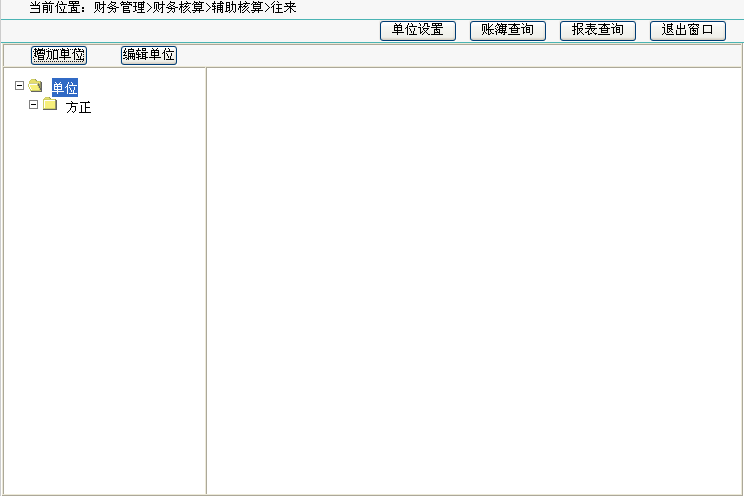 当前位置：财务管理>财务核算>辅助核算>往来
单位设置 账簿查询 报表查询 退出窗口
增加单位 编辑单位
单位
方正